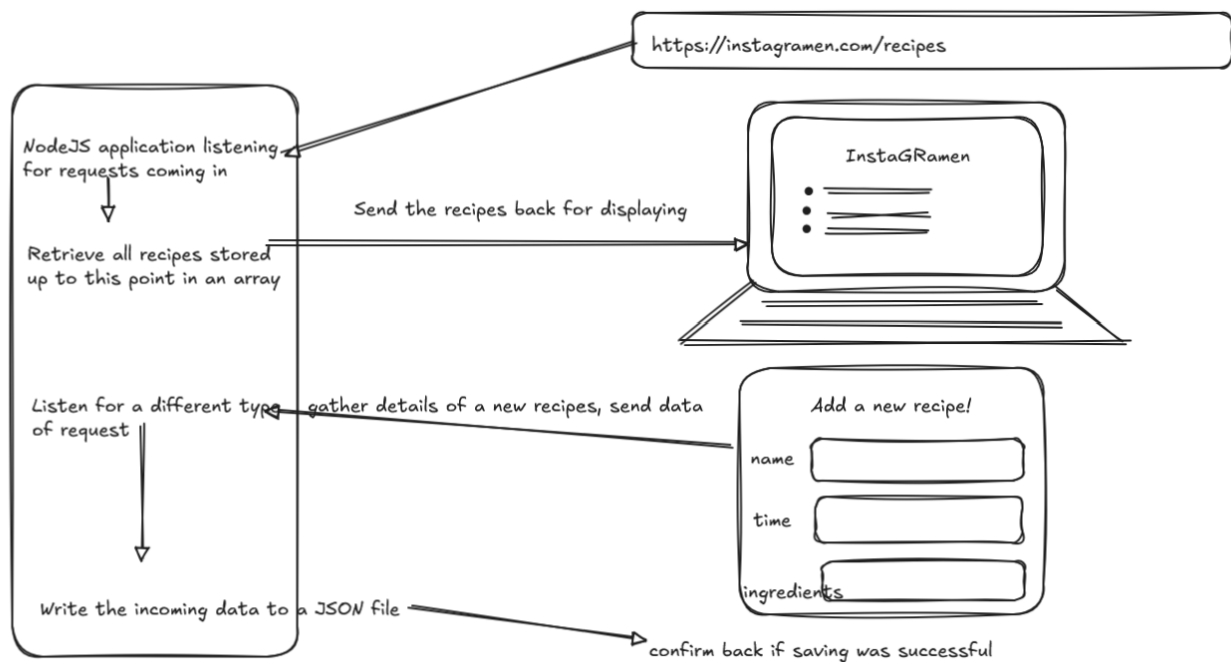 https://instagramen.com/recipes
NodeJS application listening
for requests coming in
InstaGRamen
Send the recipes back for displaying
Retrieve all recipes stored
up to this point in an array
Listen for a different type
of request
gather details of a new recipes, send data
Add a new recipe!
name
time
ingredients
Write the incoming data to a JSON file
confirm back if saving was successful